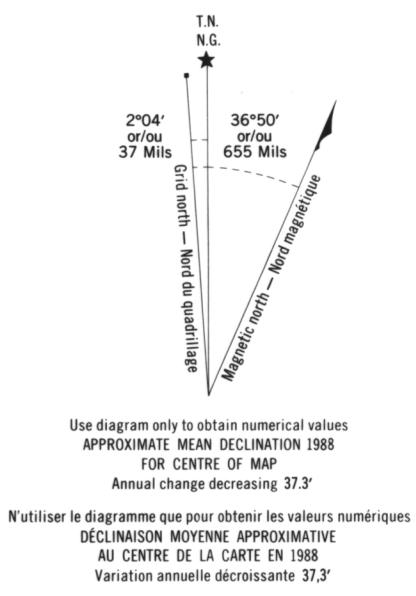 T.N.
N.G.
2°04′
or/ou
37 Mils
36°50′
or/ou
655 Mils
Grid north — Nord du quadrillage
Magnetic north — Nord magnétique
Use diagram only to obtain numerical values
APPROXIMATE MEAN DECLINATION 1988
FOR CENTRE OF MAP
Annual change decreasing 37.3′
N'utiliser le diagramme que pour obtenir les valeurs numériques
DÉCLINAISON MOYENNE APPROXIMATIVE
AU CENTRE DE LA CARTE EN 1988
Variation annuelle décroissante 37,3′